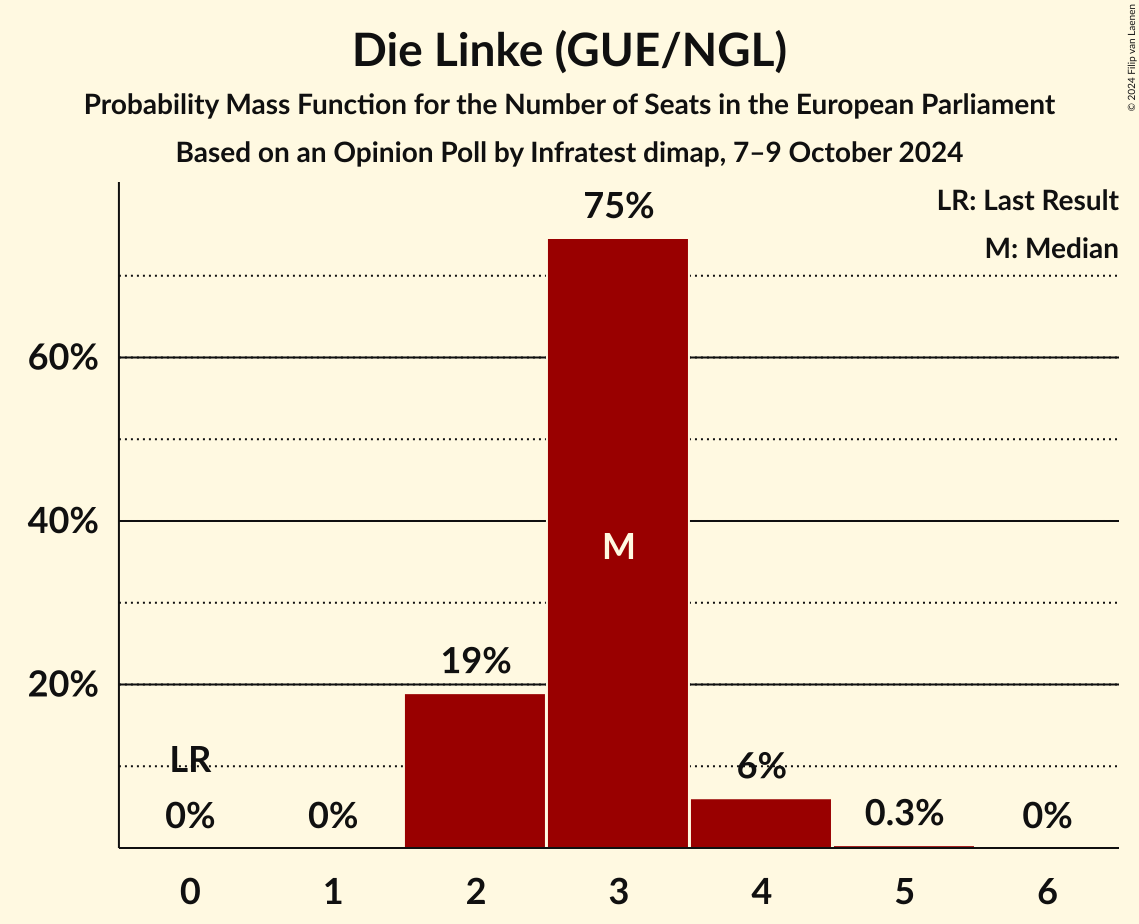 Die Linke (GUE/NGL)
Probability Mass Function for the Number of Seats in the European Parliament
Based on an Opinion Poll by Infratest dimap, 7–9 October 2024
© 2024 Filip van Laenen
LR: Last Result
M: Median
75%
60%
40%
M
19%
20%
LR
6%
0%
0%
0.3%
0%
0
1
2
3
4
5
6